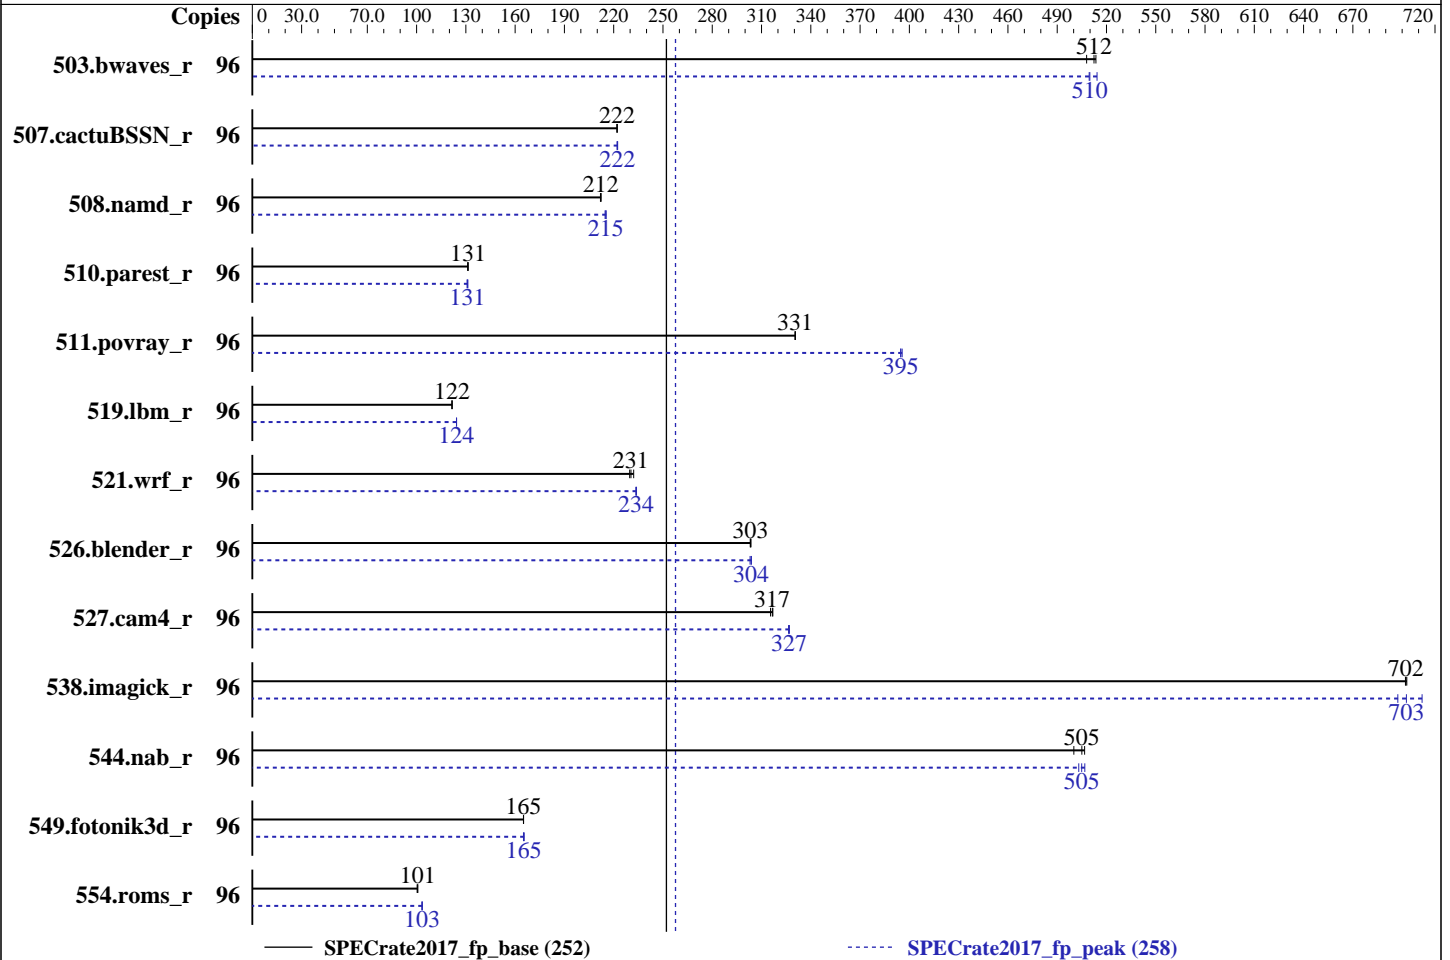 Copies 0 30.0 70.0 100 130 160 190 220 250 280 310 340 370 400 430 460 490 520 550 580 610 640 670 720
512
503.bwaves_r 96
510
222
507.cactuBSSN_r 96
222
212
508.namd_r 96
215
131
510.parest_r 96
131
331
511.povray_r 96
395
122
519.lbm_r 96
124
231
521.wrf_r 96
234
303
526.blender_r 96
304
317
527.cam4_r 96
327
702
538.imagick_r 96
703
505
544.nab_r 96
505
165
549.fotonik3d_r 96
165
101
554.roms_r 96
103
SPECrate2017_fp_base (252) SPECrate2017_fp_peak (258)